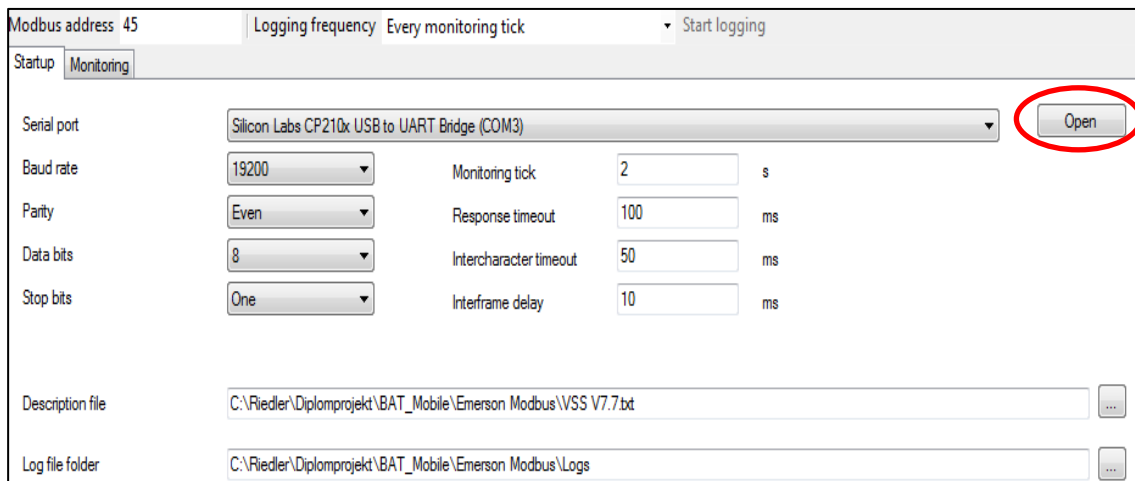 Modbus address 45 Logging frequency Every monitoring tick Start logging
Startup Monitoring
Serial port Silicon Labs CP210x USB to UART Bridge (COM3) Open
Baud rate 19200 Monitoring tick 2 s
Parity Even Response timeout 100 ms
Data bits 8 Intercharacter timeout 50 ms
Stop bits One Interframe delay 10 ms
Description file C:\Riedler\Diplomprojekt\BAT_Mobile\Emerson Modbus\VSS V7.7.txt ...
Log file folder C:\Riedler\Diplomprojekt\BAT_Mobile\Emerson Modbus\Logs ...